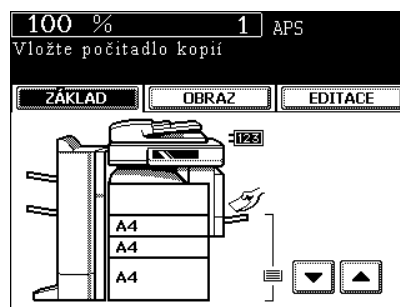 100 % 1 APS
Vložte počitadlo kopií
ZÁKLAD OBRAZ EDITACE
123
A4
A4
A4